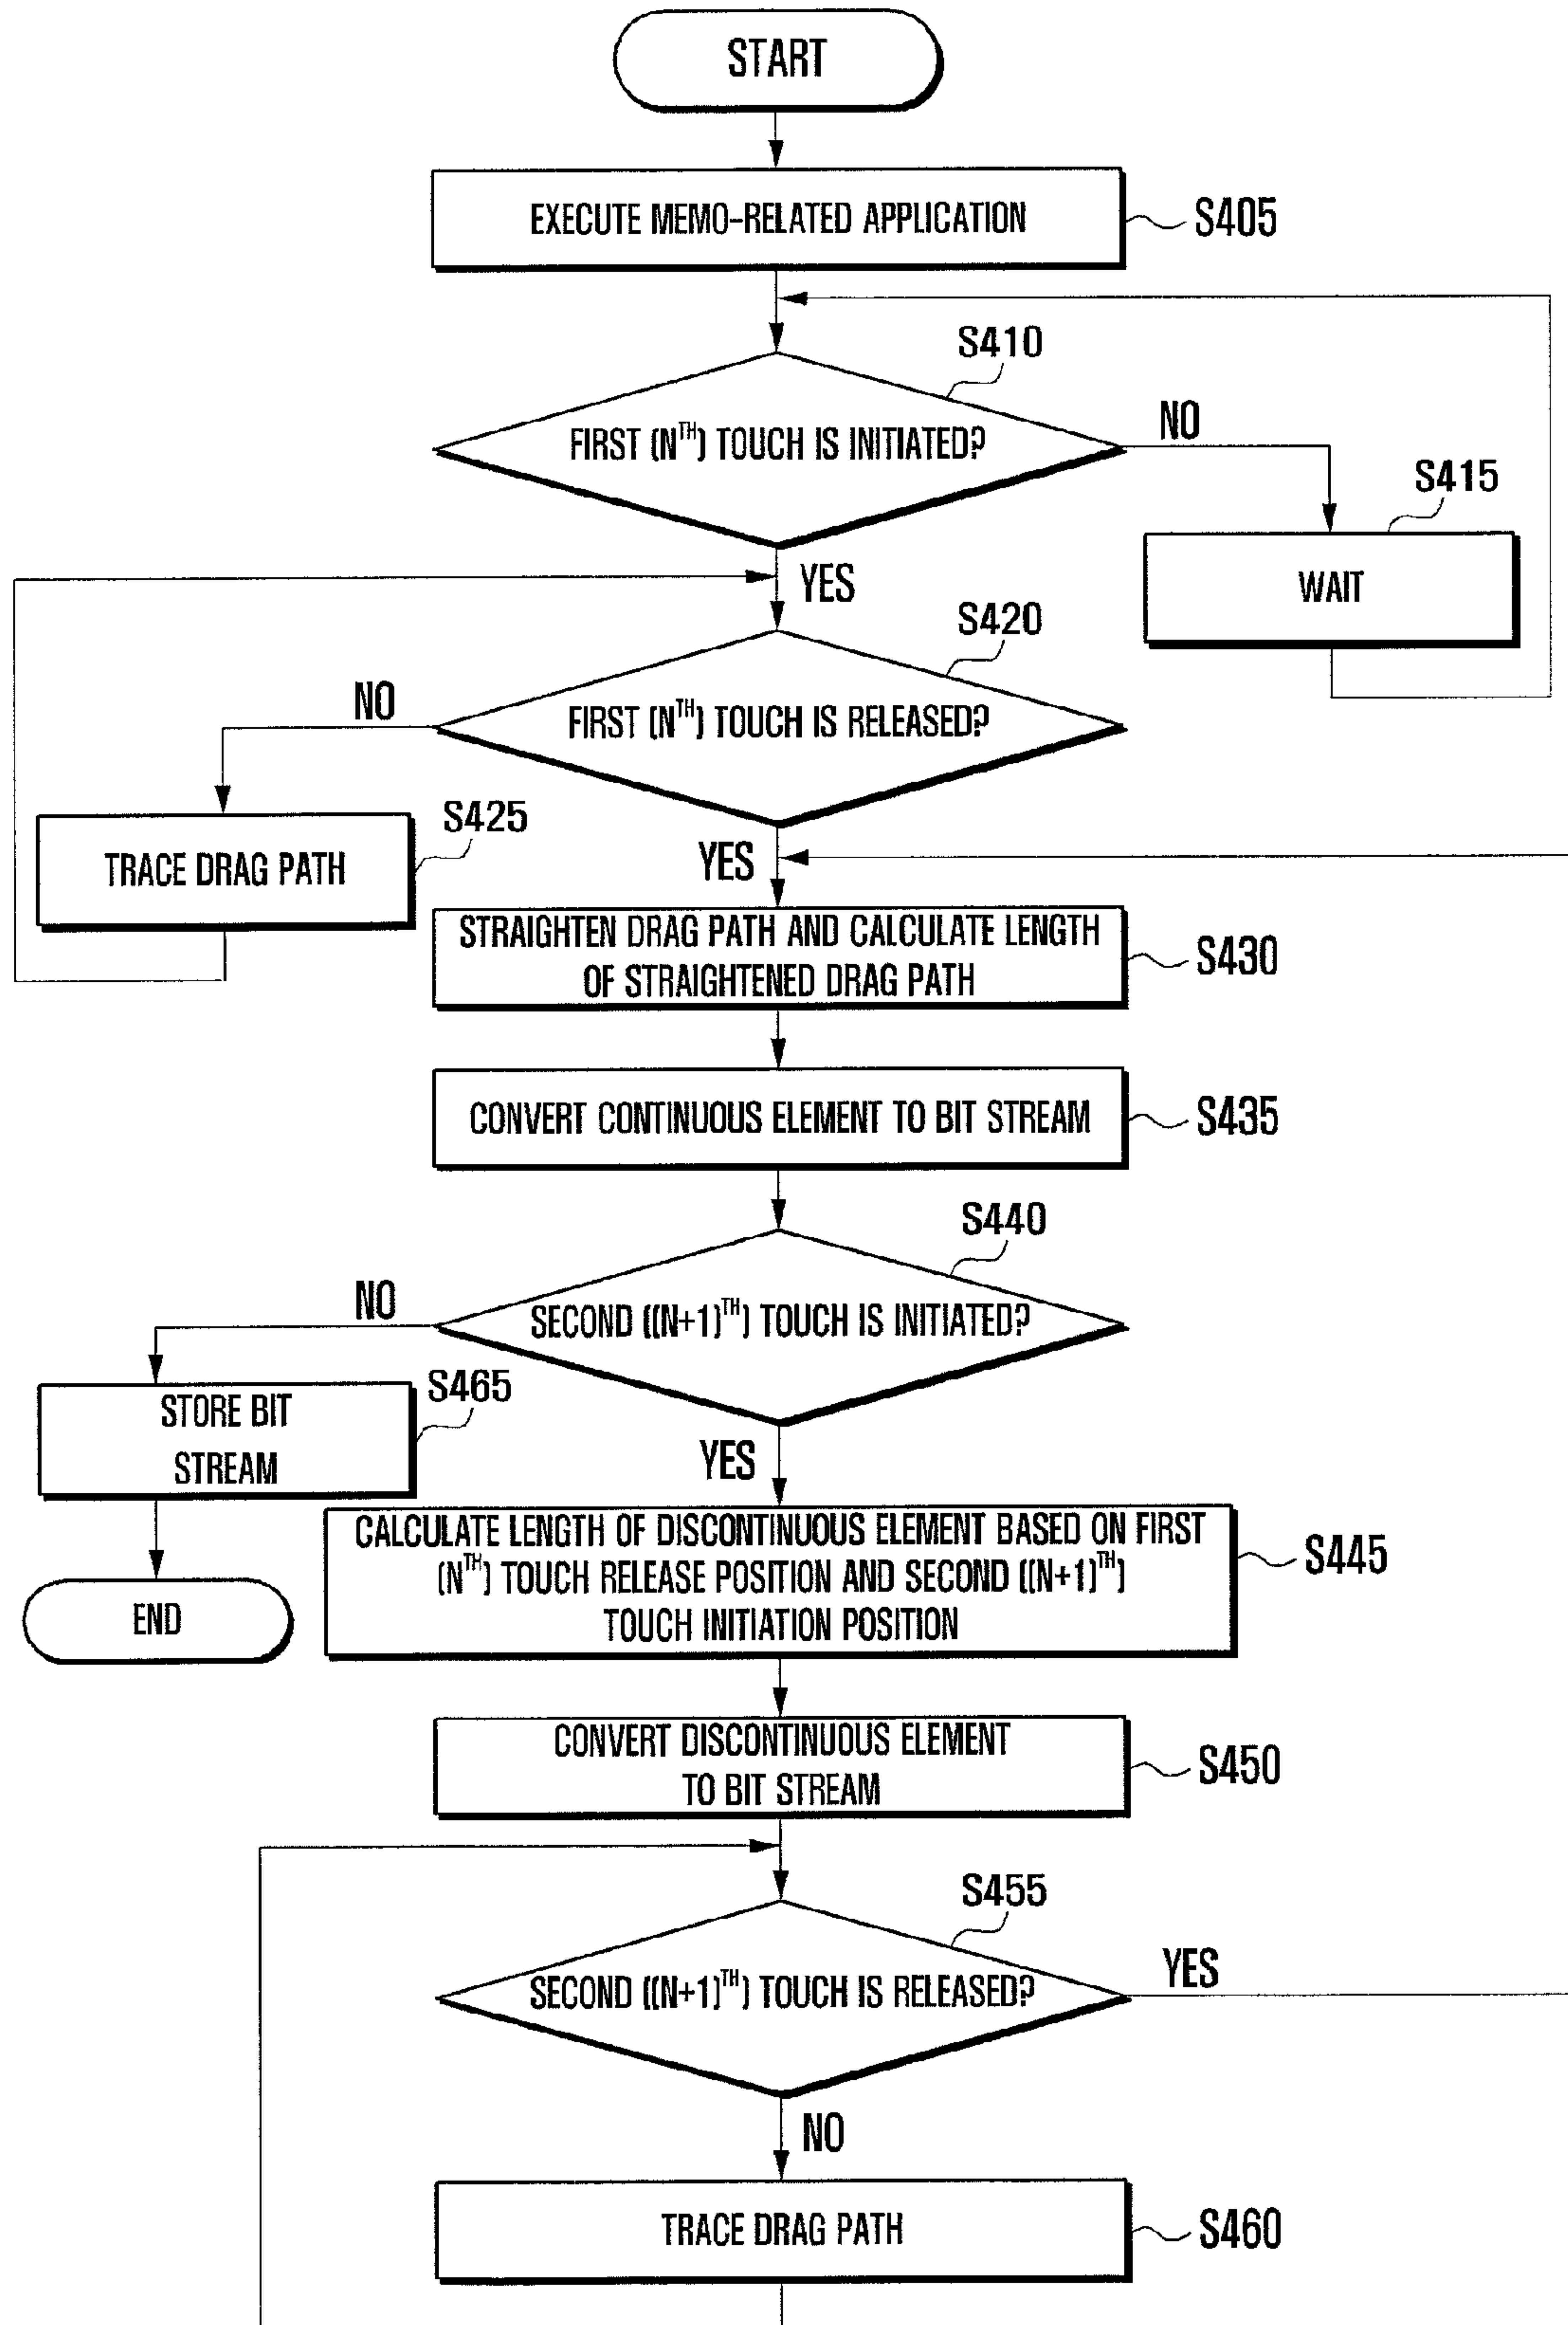 START
EXECUTE MEMO-RELATED APPLICATION
S405
S410
FIRST (N^TH) TOUCH IS INITIATED?
NO
S415
WAIT
YES
S420
FIRST (N^TH) TOUCH IS RELEASED?
NO
S425
TRACE DRAG PATH
YES
STRAIGHTEN DRAG PATH AND CALCULATE LENGTH
OF STRAIGHTENED DRAG PATH
S430
CONVERT CONTINUOUS ELEMENT TO BIT STREAM
S435
S440
SECOND ((N+1)^TH) TOUCH IS INITIATED?
NO
S465
STORE BIT
STREAM
END
YES
CALCULATE LENGTH OF DISCONTINUOUS ELEMENT BASED ON FIRST
(N^TH) TOUCH RELEASE POSITION AND SECOND ((N+1)^TH)
TOUCH INITIATION POSITION
S445
CONVERT DISCONTINUOUS ELEMENT
TO BIT STREAM
S450
S455
SECOND ((N+1)^TH) TOUCH IS RELEASED?
YES
NO
TRACE DRAG PATH
S460